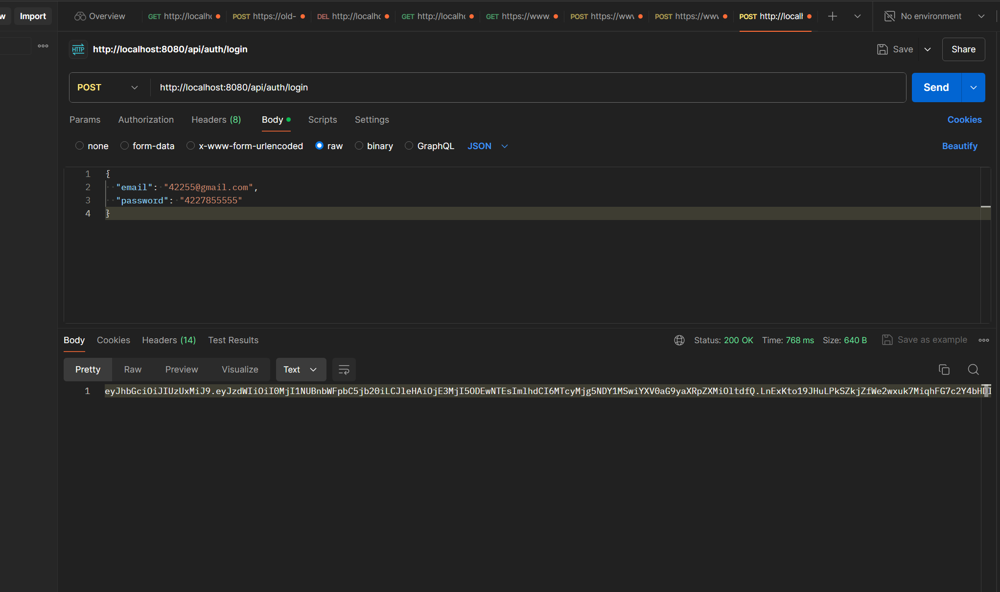 w Import Overview GET http://localhc POST https://old- DEL http://localhc GET http://localhc GET https://www. POST https://ww POST https://ww POST http://localh No environment
HTTP http://localhost:8080/api/auth/login Save Share
POST http://localhost:8080/api/auth/login Send
Params Authorization Headers (8) Body Scripts Settings Cookies
none form-data x-www-form-urlencoded raw binary GraphQL JSON Beautify
1 {
2 "email": "42255@gmail.com",
3 "password": "4227855555"
4 }
Body Cookies Headers (14) Test Results Status: 200 OK Time: 768 ms Size: 640 B Save as example
Pretty Raw Preview Visualize Text
1 eyJhbGciOiJIUzUxMiJ9.eyJzdWIiOiI0MjI1NUBnbWFpbC5jb20iLCJleHAiOjE3MjI5ODEwNTEsImlhdCI6MTcyMjg5NDY1MSwiYXV0aG9yaXRpZXMiOltdfQ.LnExKto19JHuLPkSZkjZfWe2wxuk7MiqhFG7c2Y4bHDI